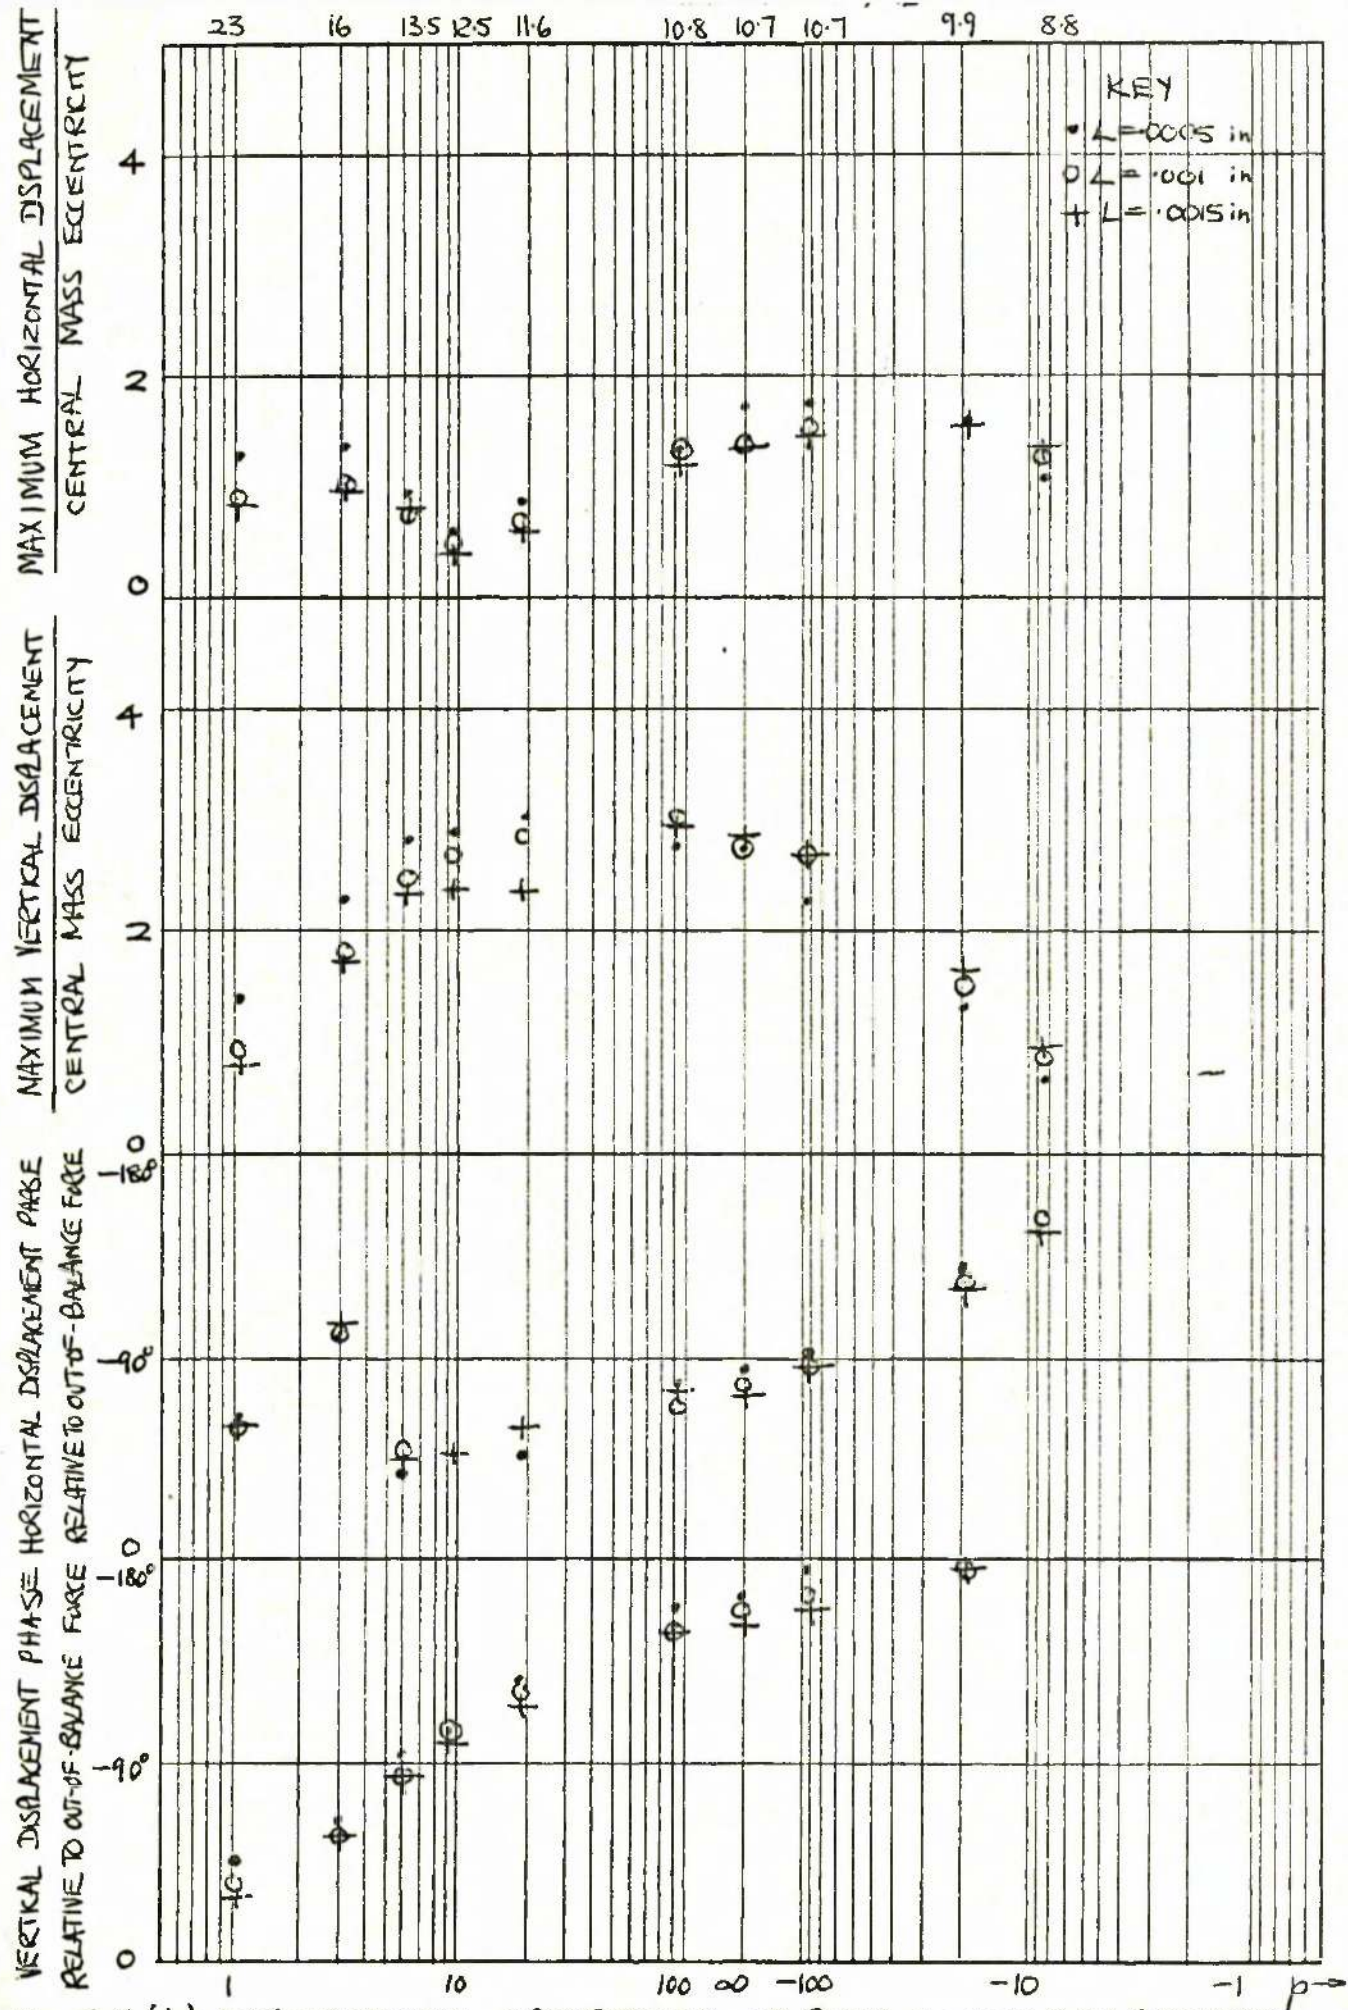 23 16 13.5 12.5 11.6 10.8 10.7 10.7 9.9 8.8
KEY
• L=.0005 in
O L=.001 in
+ L=.0015 in
MAXIMUM HORIZONTAL DISPLACEMENT
CENTRAL MASS ECCENTRICITY
4
2
0
MAXIMUM VERTICAL DISPLACEMENT
CENTRAL MASS ECCENTRICITY
4
2
0
HORIZONTAL DISPLACEMENT PHASE
RELATIVE TO OUT-OF-BALANCE FORCE
-180°
-90°
0
VERTICAL DISPLACEMENT PHASE
RELATIVE TO OUT-OF-BALANCE FORCE
-180°
-90°
0
1 10 100 ∞ -100 -10 -1 p→